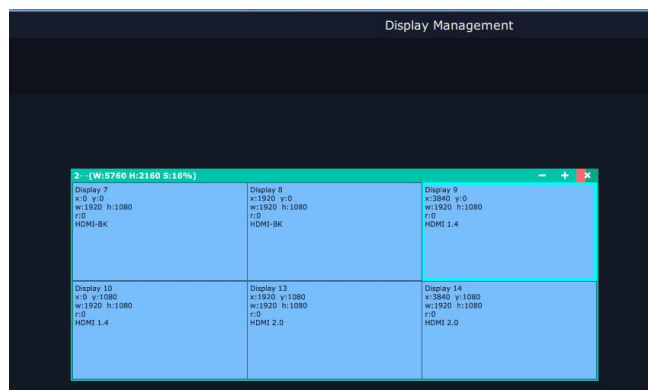 Display Management
2- -(W:5760 H:2160 S:16%)
Display 7
x:0 y:0
w:1920 h:1080
r:0
HDMI-BK
Display 8
x:1920 y:0
w:1920 h:1080
r:0
HDMI-BK
Display 9
x:3840 y:0
w:1920 h:1080
r:0
HDMI 1.4
Display 10
x:0 y:1080
w:1920 h:1080
r:0
HDMI 1.4
Display 13
x:1920 y:1080
w:1920 h:1080
r:0
HDMI 2.0
Display 14
x:3840 y:1080
w:1920 h:1080
r:0
HDMI 2.0